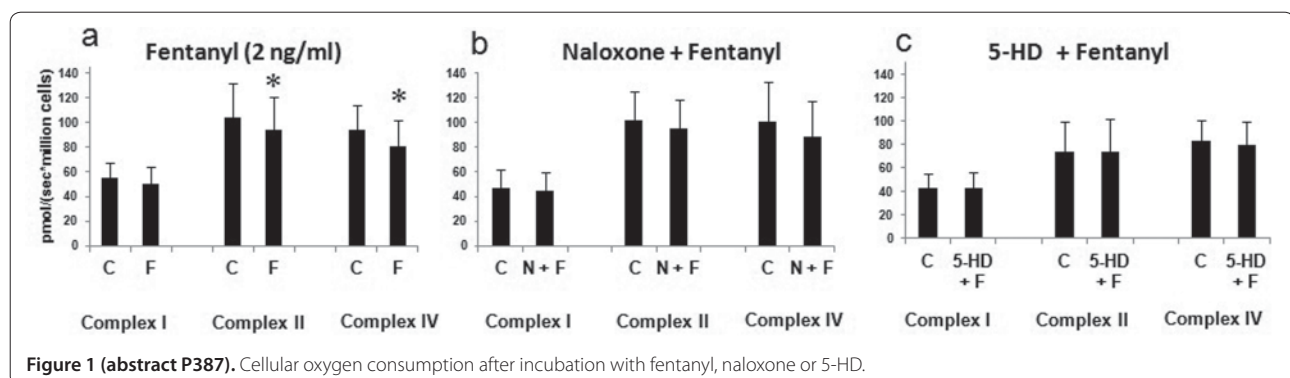 a
Fentanyl (2 ng/ml)
pmol/(sec*million cells)
140
120
100
80
60
40
20
0
*
*
C F C F C F
Complex I Complex II Complex IV
b
Naloxone + Fentanyl
140
120
100
80
60
40
20
0
C N + F C N + F C N + F
Complex I Complex II Complex IV
c
5-HD + Fentanyl
140
120
100
80
60
40
20
0
C 5-HD C 5-HD C 5-HD
+ F + F + F
Complex I Complex II Complex IV
Figure 1 (abstract P387). Cellular oxygen consumption after incubation with fentanyl, naloxone or 5-HD.